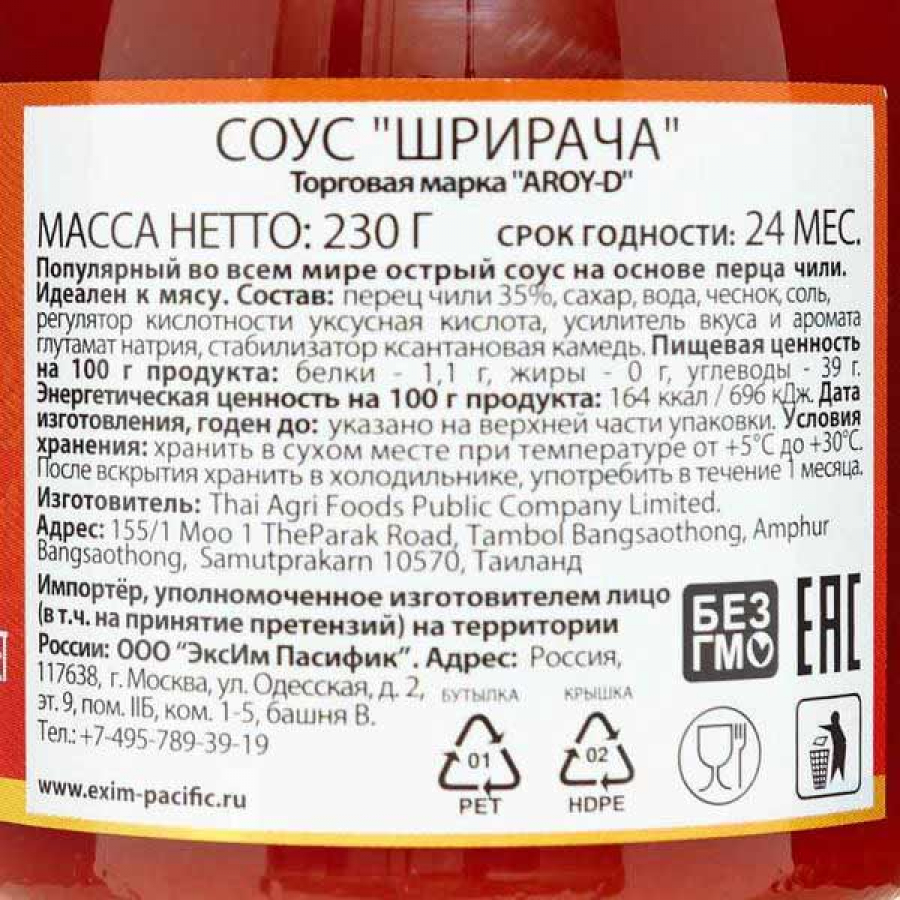 СОУС "ШРИРАЧА"
Торговая марка "AROY-D"
МАССА НЕТТО: 230 Г СРОК ГОДНОСТИ: 24 МЕС.
Популярный во всем мире острый соус на основе перца чили.
Идеален к мясу. Состав: перец чили 35%, сахар, вода, чеснок, соль,
регулятор кислотности уксусная кислота, усилитель вкуса и аромата
глутамат натрия, стабилизатор ксантановая камедь. Пищевая ценность
на 100 г продукта: белки - 1,1 г, жиры - 0 г, углеводы - 39 г.
Энергетическая ценность на 100 г продукта: 164 ккал / 696 кДж. Дата
изготовления, годен до: указано на верхней части упаковки. Условия
хранения: хранить в сухом месте при температуре от +5°С до +30°С.
После вскрытия хранить в холодильнике, употребить в течение 1 месяца.
Изготовитель: Thai Agri Foods Public Company Limited.
Адрес: 155/1 Moo 1 TheParak Road, Tambol Bangsaothong, Amphur
Bangsaothong, Samutprakarn 10570, Таиланд
Импортёр, уполномоченное изготовителем лицо
(в т.ч. на принятие претензий) на территории
России: ООО "ЭксИм Пасифик". Адрес: Россия,
117638, г. Москва, ул. Одесская, д. 2,
эт. 9, пом. IIБ, ком. 1-5, башня В.
Тел.: +7-495-789-39-19
www.exim-pacific.ru
БЕЗ
ГМО
EAC
БУТЫЛКА КРЫШКА
01 02
PET HDPE